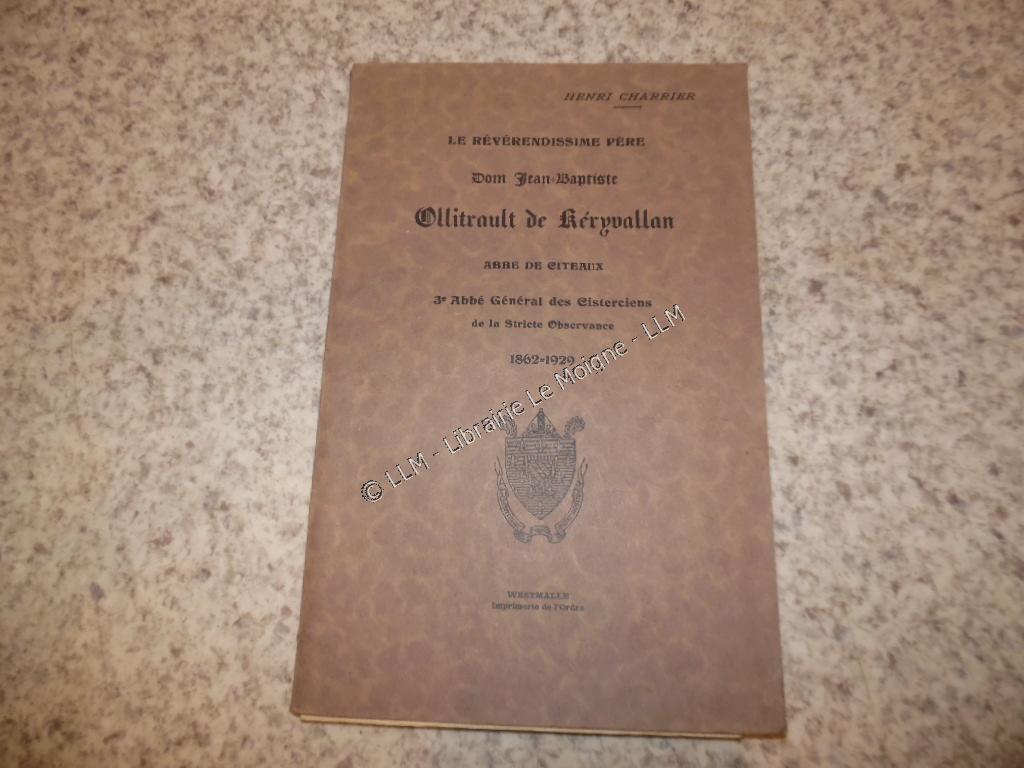 HENRI CHARRIER
LE RÉVÉRENDISSIME PÈRE
Dom Jean-Baptiste
Ollitrault de Kéryvallan
ABBÉ DE CITEAUX
3e Abbé Général des Cisterciens
de la Stricte Observance
1862-1929
© LLM - Librairie Le Moigne - LLM
WESTMALLE
Imprimerie de l'Ordre